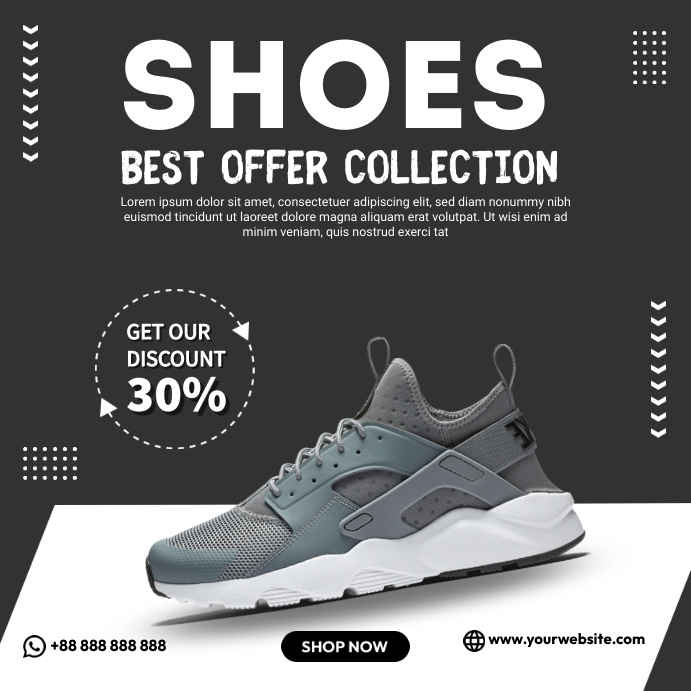 SHOES
BEST OFFER COLLECTION
Lorem ipsum dolor sit amet, consectetuer adipiscing elit, sed diam nonummy nibh
euismod tincidunt ut laoreet dolore magna aliquam erat volutpat. Ut wisi enim ad
minim veniam, quis nostrud exerci tat
GET OUR
DISCOUNT
30%
+88 888 888 888
SHOP NOW
www.yourwebsite.com